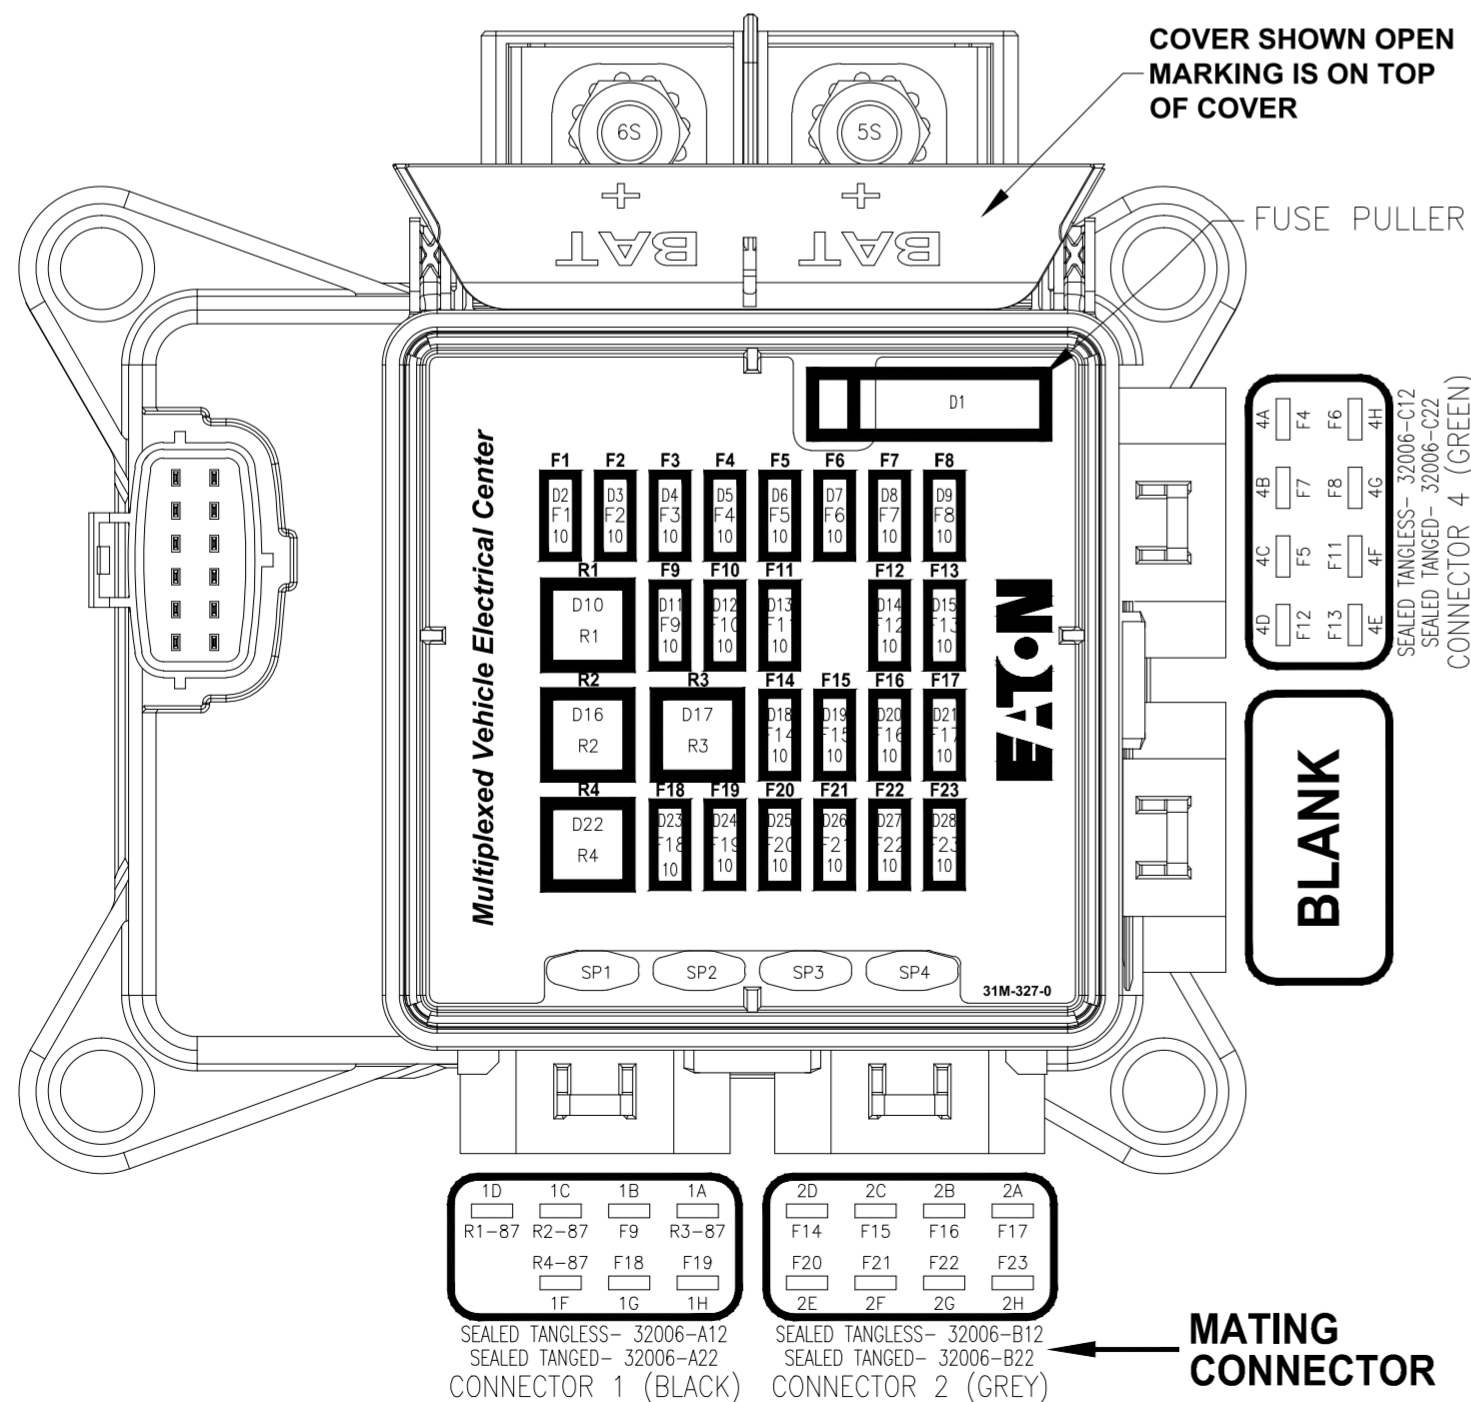 COVER SHOWN OPEN
MARKING IS ON TOP
OF COVER
6S
5S
+
+
BAT
BAT
FUSE PULLER
D1
Multiplexed Vehicle Electrical Center
F1 F2 F3 F4 F5 F6 F7 F8
D2 D3 D4 D5 D6 D7 D8 D9
F1 F2 F3 F4 F5 F6 F7 F8
10 10 10 10 10 10 10 10
R1 F9 F10 F11 F12 F13
D10 D11 D12 D13 D14 D15
R1 F9 F10 F11 F12 F13
10 10 10 10 10
R2 R3 F14 F15 F16 F17
D16 D17 D18 D19 D20 D21
R2 R3 F14 F15 F16 F17
10 10 10 10
R4 F18 F19 F20 F21 F22 F23
D22 D23 D24 D25 D26 D27 D28
R4 F18 F19 F20 F21 F22 F23
10 10 10 10 10 10
EATON
SP1 SP2 SP3 SP4
31M-327-0
4A F4 F6 4H
4B F7 F8 4G
4C F5 F11 4F
4D F12 F13 4E
SEALED TANGLESS- 32006-C12
SEALED TANGED- 32006-C22
CONNECTOR 4 (GREEN)
BLANK
1D 1C 1B 1A
R1-87 R2-87 F9 R3-87
R4-87 F18 F19
1F 1G 1H
SEALED TANGLESS- 32006-A12
SEALED TANGED- 32006-A22
CONNECTOR 1 (BLACK)
2D 2C 2B 2A
F14 F15 F16 F17
F20 F21 F22 F23
2E 2F 2G 2H
SEALED TANGLESS- 32006-B12
SEALED TANGED- 32006-B22
CONNECTOR 2 (GREY)
MATING
CONNECTOR